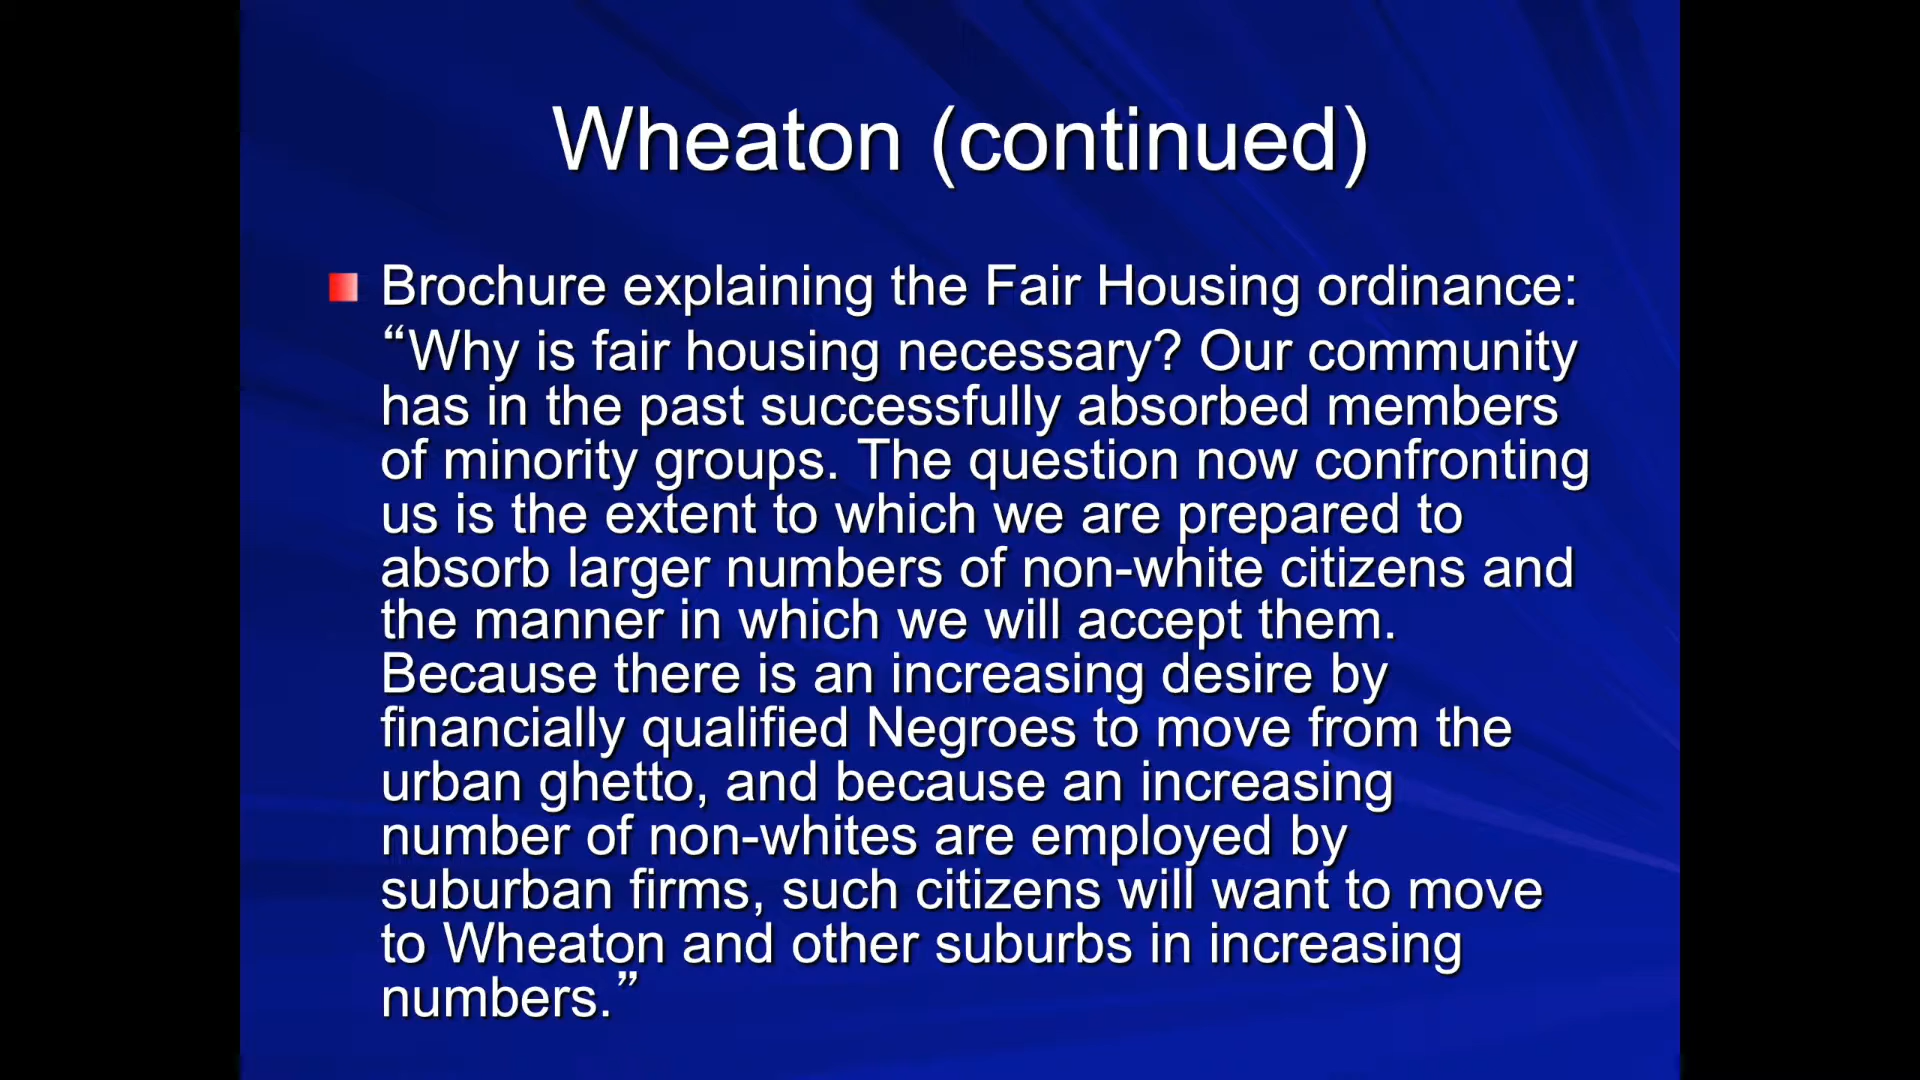 Wheaton (continued)
Brochure explaining the Fair Housing ordinance:
“Why is fair housing necessary? Our community
has in the past successfully absorbed members
of minority groups. The question now confronting
us is the extent to which we are prepared to
absorb larger numbers of non-white citizens and
the manner in which we will accept them.
Because there is an increasing desire by
financially qualified Negroes to move from the
urban ghetto, and because an increasing
number of non-whites are employed by
suburban firms, such citizens will want to move
to Wheaton and other suburbs in increasing
numbers.”